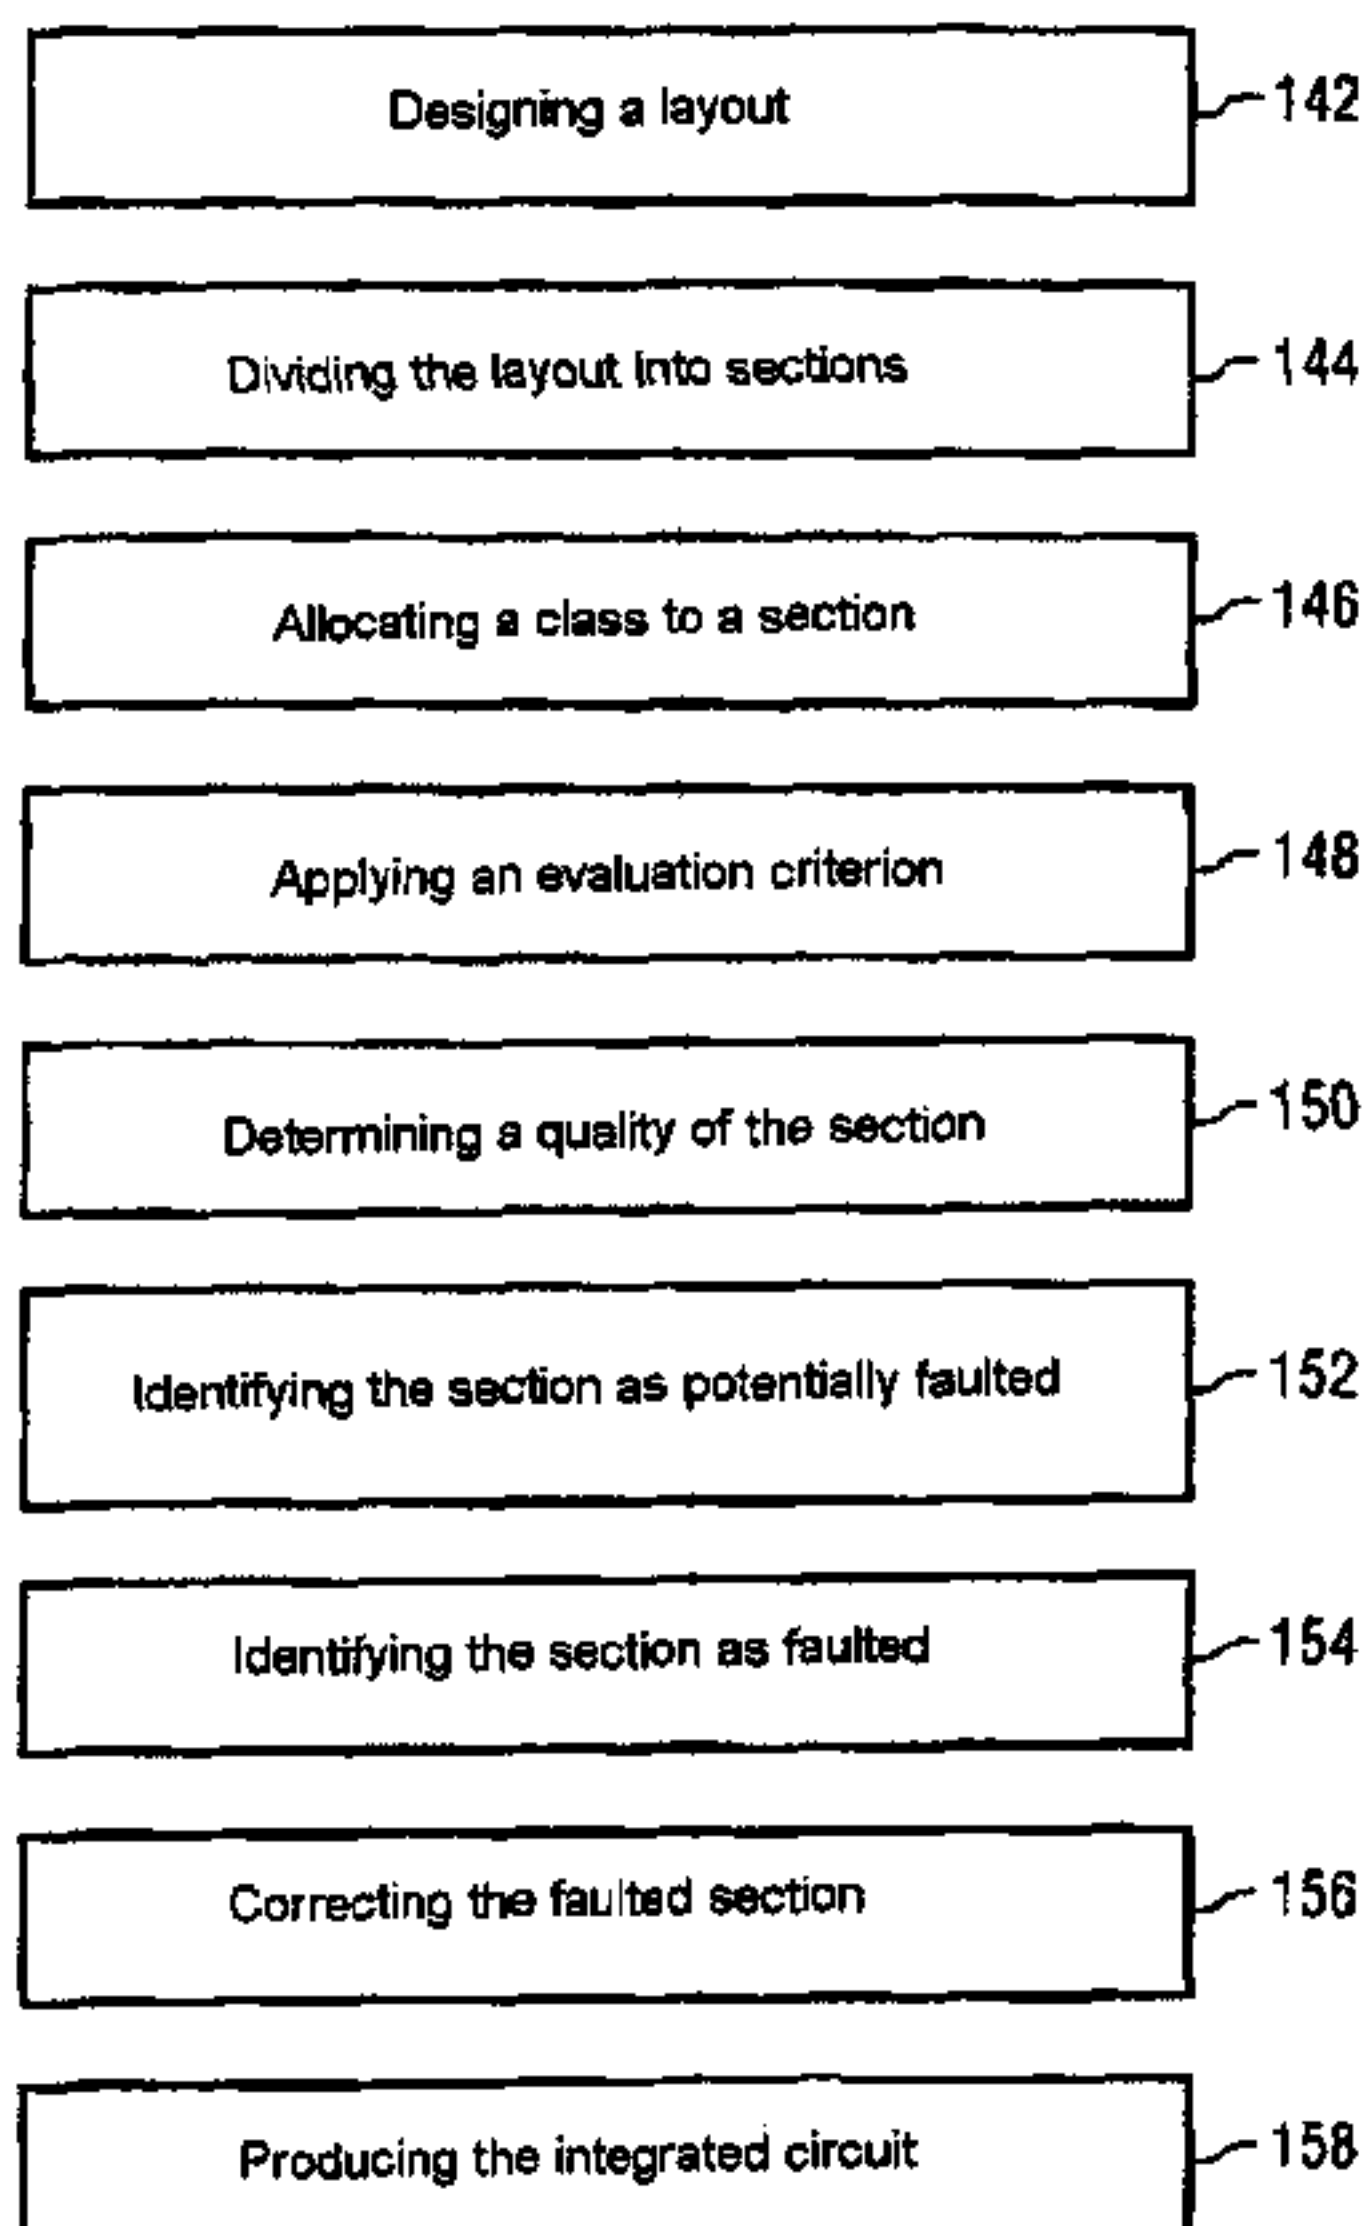 Designing a layout 142
Dividing the layout into sections 144
Allocating a class to a section 146
Applying an evaluation criterion 148
Determining a quality of the section 150
Identifying the section as potentially faulted 152
Identifying the section as faulted 154
Correcting the faulted section 156
Producing the integrated circuit 158